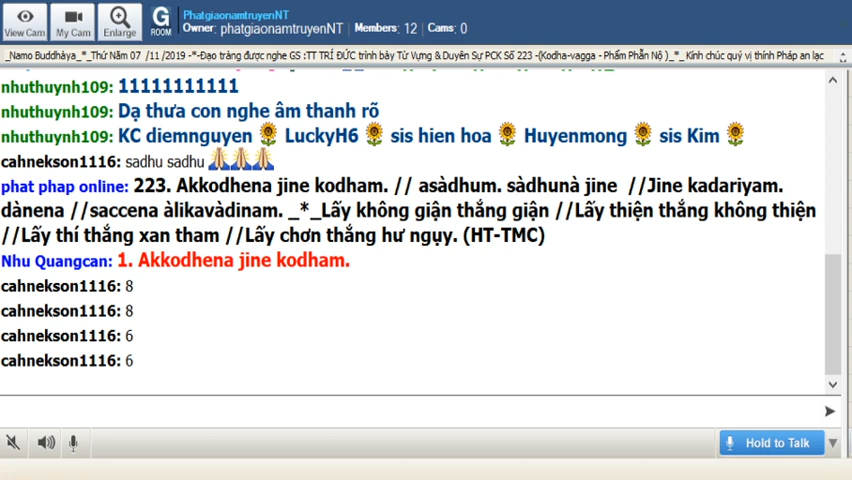 View Cam
My Cam
Enlarge
G
ROOM
PhatgiaonamtruyenNT
Owner: phatgiaonamtruyenNT | Members: 12 | Cams: 0
_Namo Buddhàya_*_Thứ Năm 07 /11 /2019 -*-Đạo tràng được nghe GS :TT TRÍ ĐỨC trình bày Từ Vựng & Duyên Sự PCK Số 223 -(Kodha-vagga - Phẩm Phẫn Nộ )_*_ Kính chúc quý vị thính Pháp an lạc
nhuthuynh109: 11111111111
nhuthuynh109: Dạ thưa con nghe âm thanh rõ
nhuthuynh109: KC diemnguyen 🌻 LuckyH6 🌻 sis hien hoa 🌻 Huyenmong 🌻 sis Kim 🌻
cahnekson1116: sadhu sadhu 🙏🙏🙏
phat phap online: 223. Akkodhena jine kodham. // asàdhum. sàdhunà jine //Jine kadariyam.
dànena //saccena àlikavàdinam. _*_Lấy không giận thắng giận //Lấy thiện thắng không thiện
//Lấy thí thắng xan tham //Lấy chơn thắng hư ngụy. (HT-TMC)
Nhu Quangcan: 1. Akkodhena jine kodham.
cahnekson1116: 8
cahnekson1116: 8
cahnekson1116: 6
cahnekson1116: 6
Hold to Talk